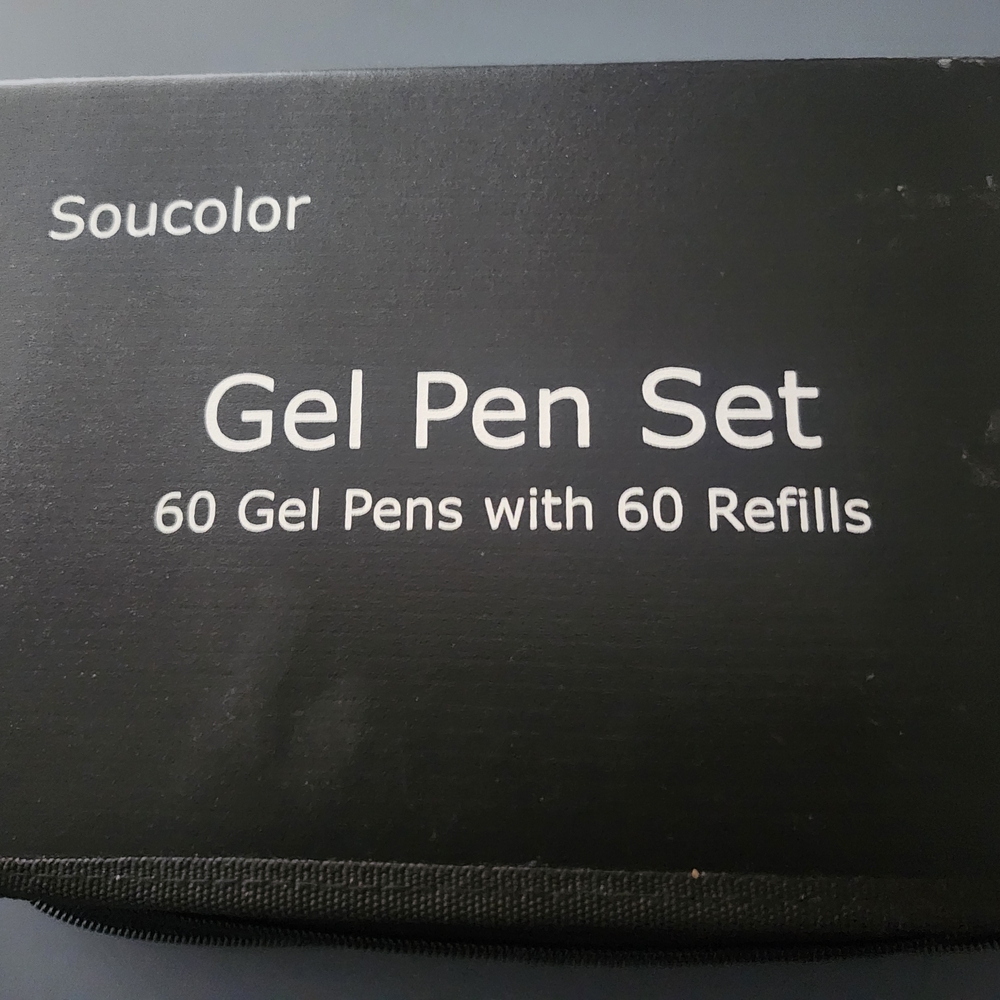 Soucolor
Gel Pen Set
60 Gel Pens with 60 Refills